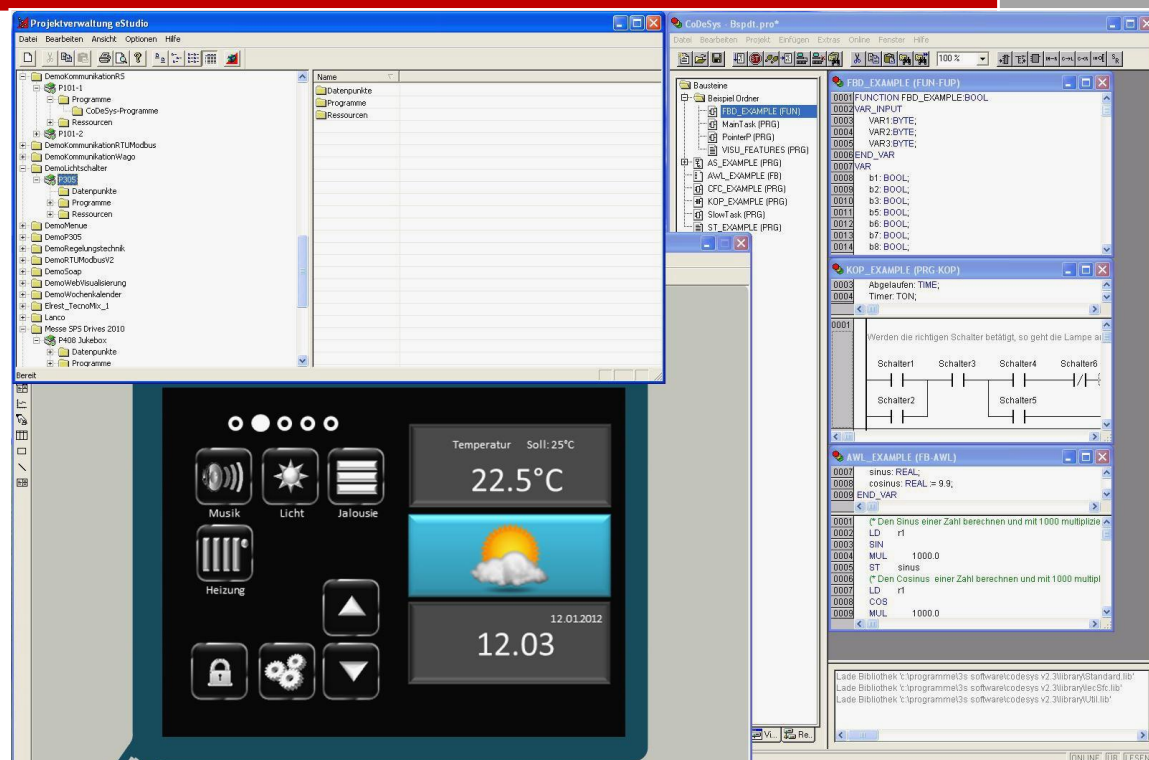 Projektverwaltung eStudio
Datei Bearbeiten Ansicht Optionen Hilfe
DemoKommunikationRS
P101-1
Programme
CoDeSys-Programme
Ressourcen
P101-2
DemoKommunikationRTUModbus
DemoKommunikationWago
DemoLichtschalter
P305
Datenpunkte
Programme
Ressourcen
DemoMenue
DemoP305
DemoRegelungstechnik
DemoRTUModbusV2
DemoSoap
DemoWebVisualisierung
DemoWochenkalender
Elrest_TecnoMix_1
Lanco
Messe SPS Drives 2010
P408 Jukebox
Datenpunkte
Programme
Name
Datenpunkte
Programme
Ressourcen
Bereit
Musik Licht Jalousie
Heizung
Temperatur Soll: 25°C
22.5°C
12.01.2012
12.03
CoDeSys - Bspdt.pro*
Datei Bearbeiten Projekt Einfügen Extras Online Fenster Hilfe
100 %
Bausteine
Beispiel Ordner
FBD_EXAMPLE (FUN)
MainTask (PRG)
PointerP (PRG)
VISU_FEATURES (PRG)
AS_EXAMPLE (PRG)
AWL_EXAMPLE (FB)
CFC_EXAMPLE (PRG)
KOP_EXAMPLE (PRG)
SlowTask (PRG)
ST_EXAMPLE (PRG)
Vi... Re...
FBD_EXAMPLE (FUN-FUP)
0001 FUNCTION FBD_EXAMPLE:BOOL
0002 VAR_INPUT
0003 VAR1:BYTE;
0004 VAR2:BYTE;
0005 VAR3:BYTE;
0006 END_VAR
0007 VAR
0008 b1: BOOL;
0009 b2: BOOL;
0010 b3: BOOL;
0011 b5: BOOL;
0012 b6: BOOL;
0013 b7: BOOL;
0014 b8: BOOL;
KOP_EXAMPLE (PRG-KOP)
0003 Abgelaufen: TIME;
0004 Timer: TON;
0001
Werden die richtigen Schalter betätigt, so geht die Lampe a
Schalter1 Schalter3 Schalter4 Schalter6
Schalter2 Schalter5
AWL_EXAMPLE (FB-AWL)
0007 sinus: REAL;
0008 cosinus: REAL := 9.9;
0009 END_VAR
0001 (* Den Sinus einer Zahl berechnen und mit 1000 multiplizie
0002 LD r1
0003 SIN
0004 MUL 1000.0
0005 ST sinus
0006 (* Den Cosinus einer Zahl berechnen und mit 1000 multipl
0007 LD r1
0008 COS
0009 MUL 1000.0
Lade Bibliothek 'c:\programme\3s software\codesys v2.3\library\Standard.lib'
Lade Bibliothek 'c:\programme\3s software\codesys v2.3\library\IecSfc.lib'
Lade Bibliothek 'c:\programme\3s software\codesys v2.3\library\Util.lib'
ONLINE ÜB LESEN